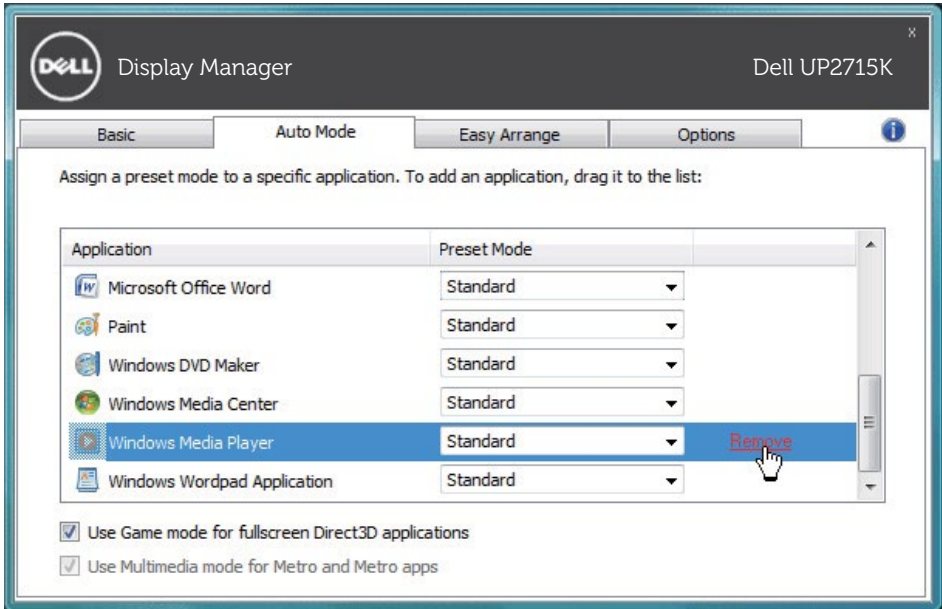 x
DELL Display Manager Dell UP2715K
Basic Auto Mode Easy Arrange Options i
Assign a preset mode to a specific application. To add an application, drag it to the list:
Application Preset Mode
Microsoft Office Word Standard
Paint Standard
Windows DVD Maker Standard
Windows Media Center Standard
Windows Media Player Standard Remove
Windows Wordpad Application Standard
Use Game mode for fullscreen Direct3D applications
Use Multimedia mode for Metro and Metro apps